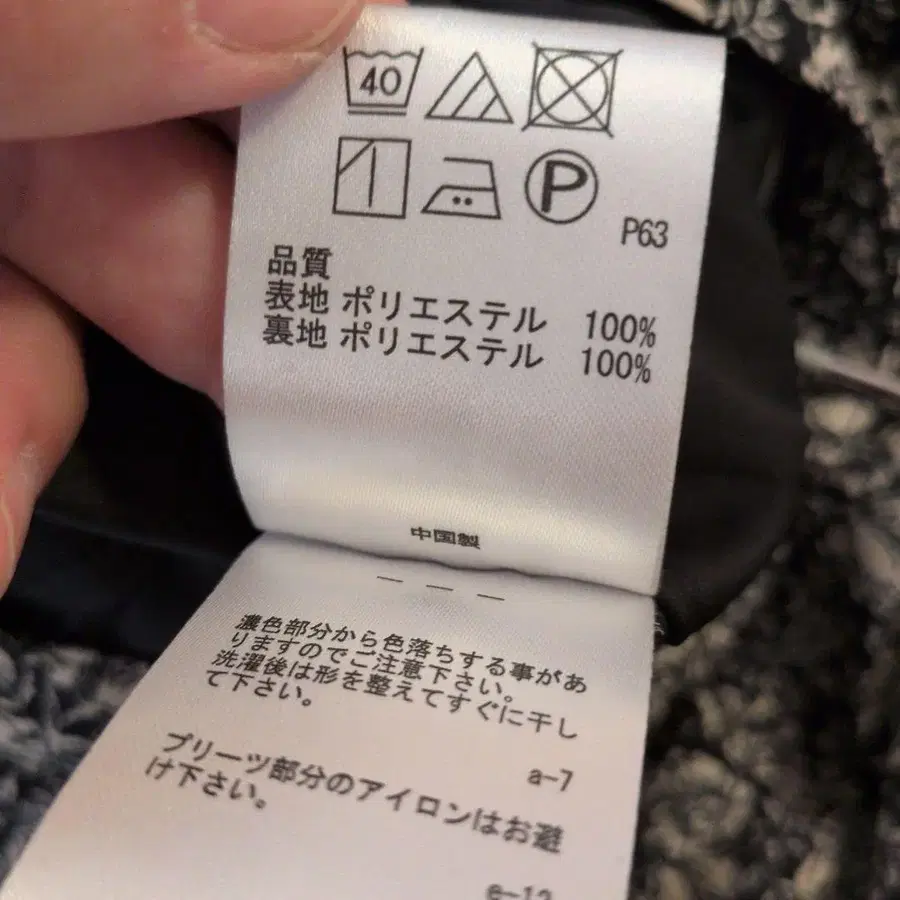 40
P
P63
品質
表地 ポリエステル 100%
裏地 ポリエステル 100%
中国製
濃色部分から色落ちする事があ
りますのでご注意下さい。
洗濯後は形を整えてすぐに干し
て下さい。
a-7
プリーツ部分のアイロンはお避
け下さい。